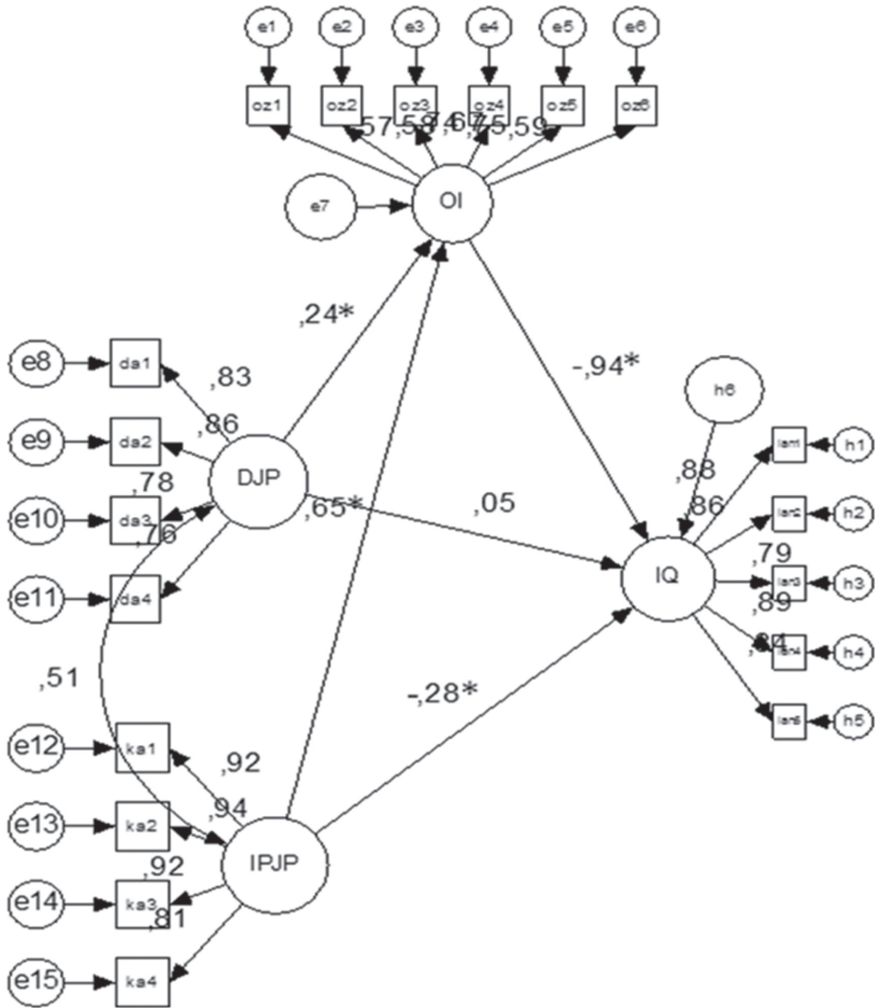 e1 e2 e3 e4 e5 e6
oz1 oz2 oz3 oz4 oz5 oz6
,59
e7
OI
,24*
-,94*
e8 da1 ,83
h6
,86
e9 da2
,88
h1
,78
DJP
,65*
,05
,86
e10 da3
h2
,76
,79
IQ
h3
e11 da4
,89
h4
,51
-,28*
h5
e12 ka1 ,92
,94
e13 ka2
,92
IPJP
e14 ka3
,81
e15 ka4